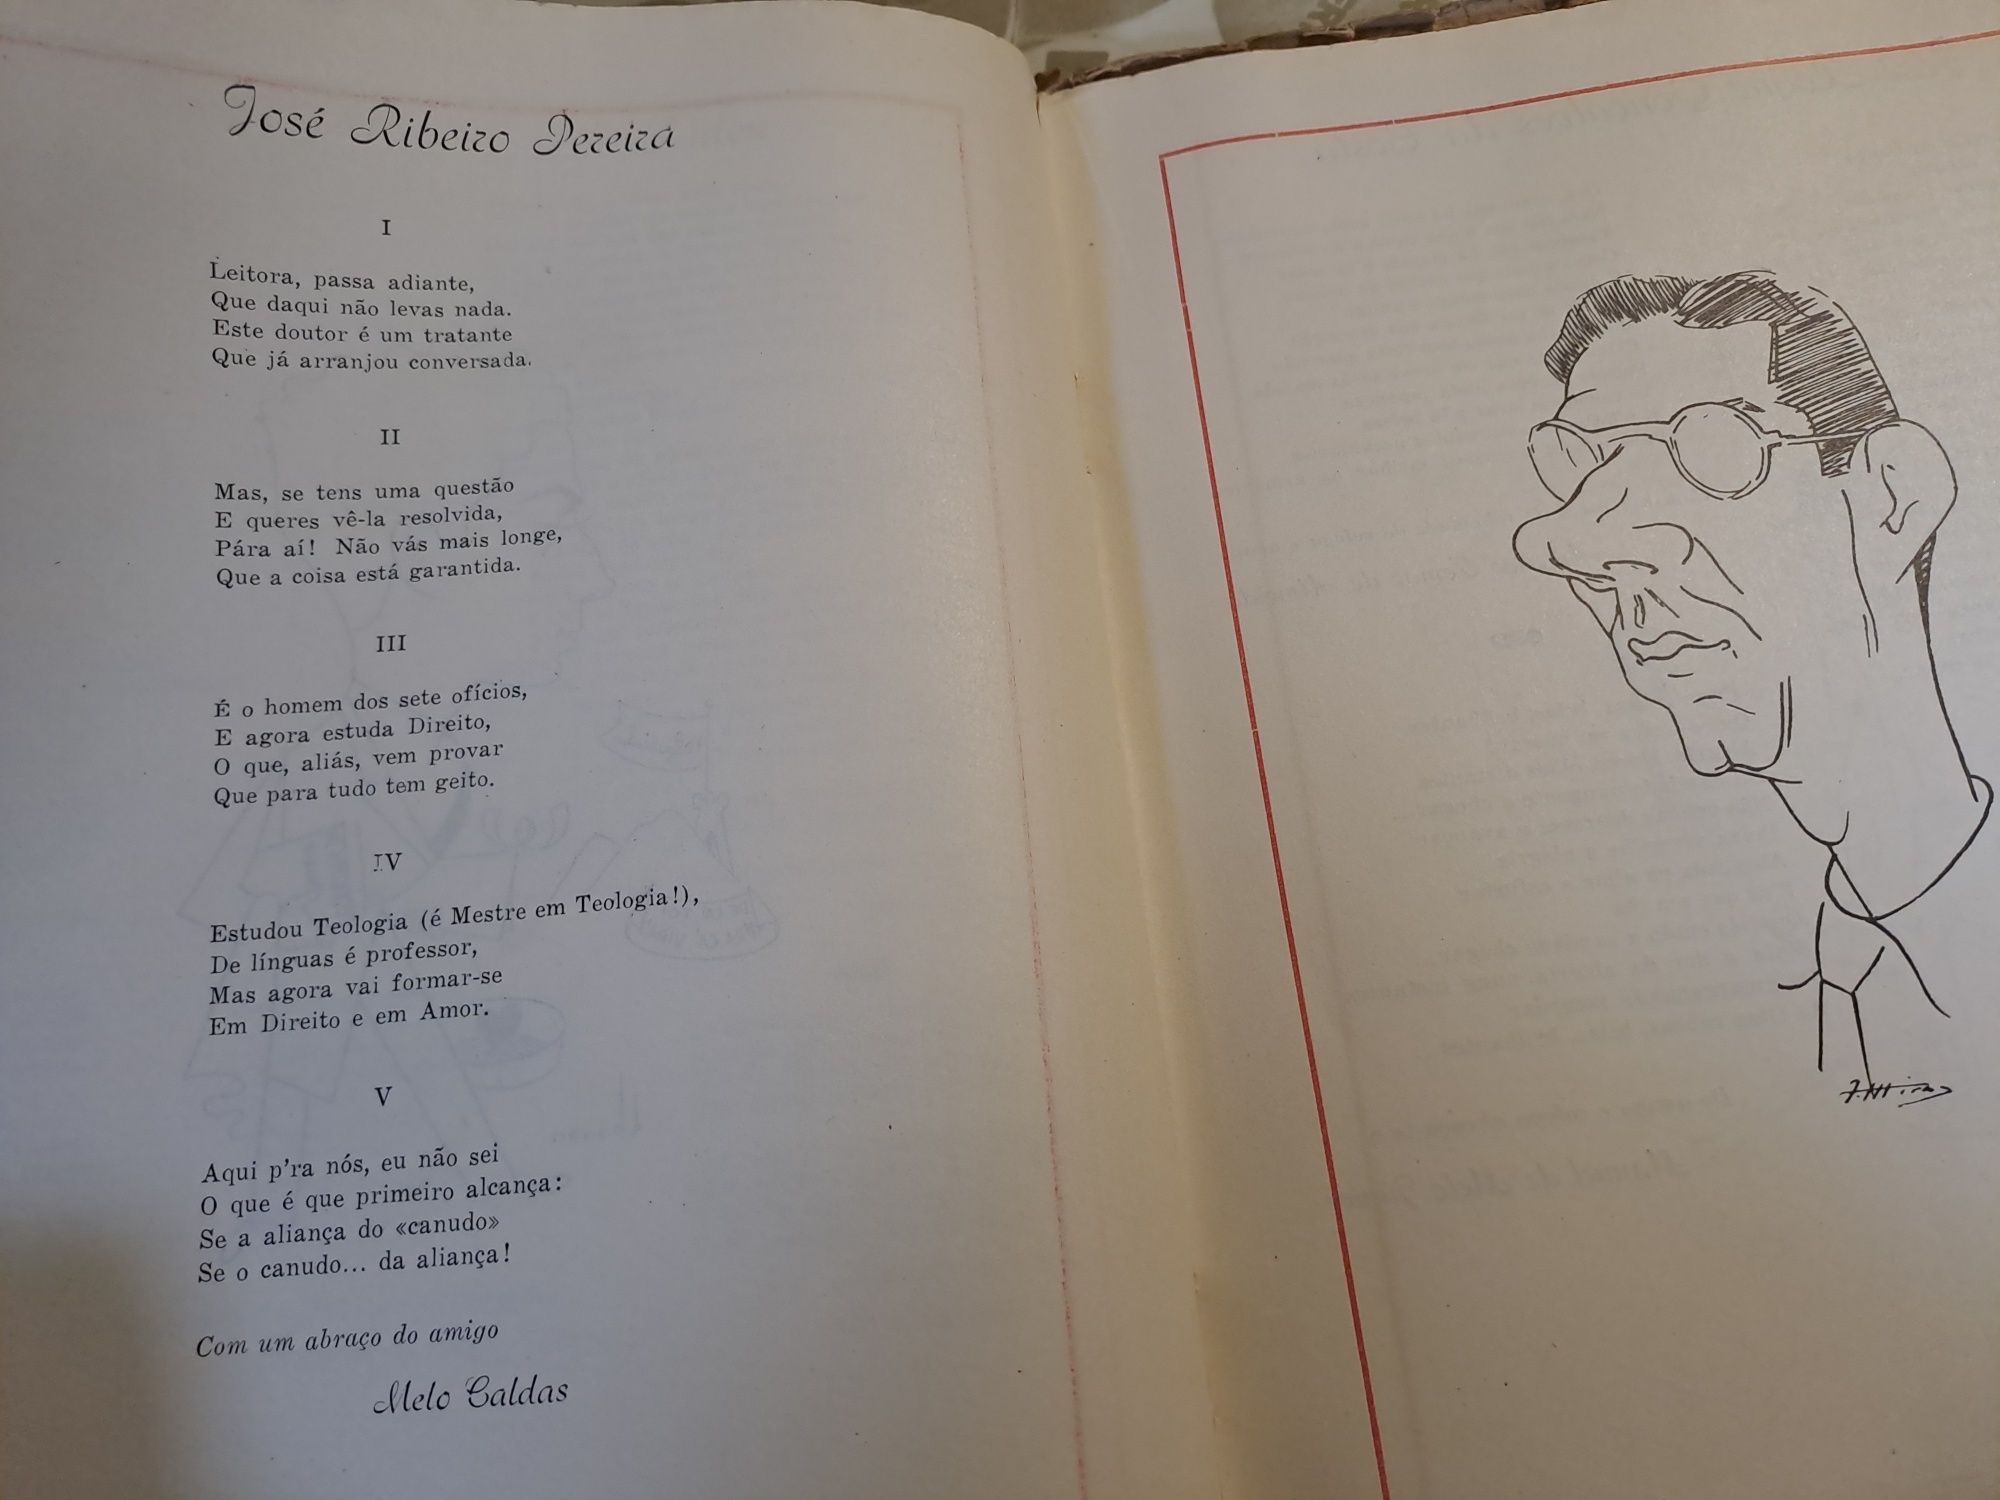 José Ribeiro Pereira
I
Leitora, passa adiante,
Que daqui não levas nada.
Este doutor é um tratante
Que já arranjou conversada.
II
Mas, se tens uma questão
E queres vê-la resolvida,
Pára aí! Não vás mais longe,
Que a coisa está garantida.
III
É o homem dos sete ofícios,
E agora estuda Direito,
O que, aliás, vem provar
Que para tudo tem geito.
IV
Estudou Teologia (é Mestre em Teologia!),
De línguas é professor,
Mas agora vai formar-se
Em Direito e em Amor.
V
Aqui p'ra nós, eu não sei
O que é que primeiro alcança:
Se a aliança do «canudo»
Se o canudo... da aliança!
Com um abraço do amigo
Melo Caldas